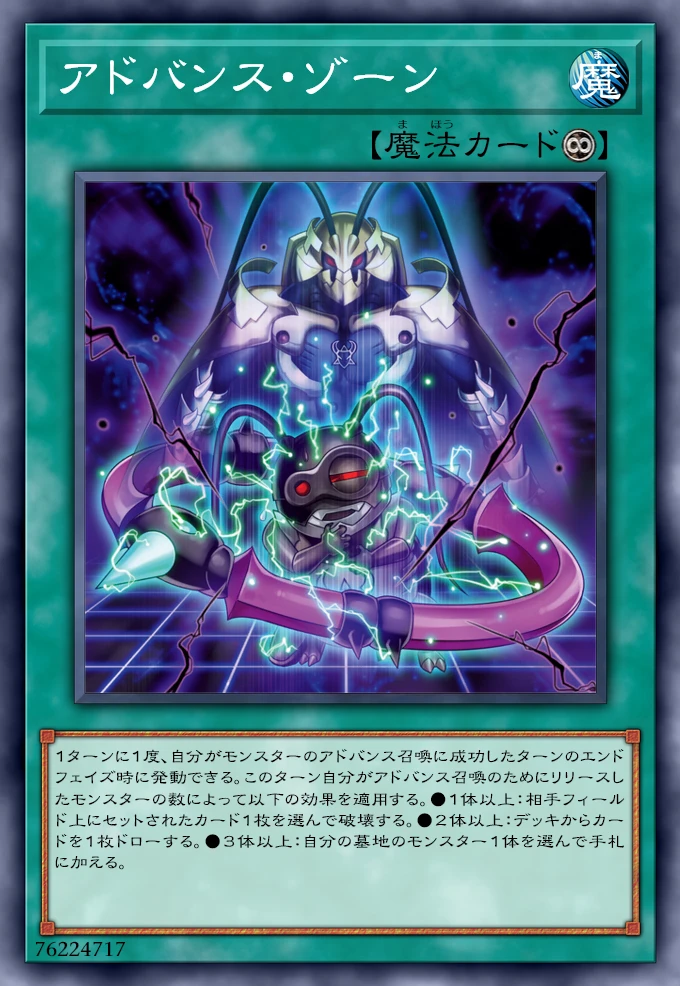 アドバンス・ゾーン
魔
ま
【魔法カード♾】
ま ほう
1ターンに1度、自分がモンスターのアドバンス召喚に成功したターンのエンド
フェイズ時に発動できる。このターン自分がアドバンス召喚のためにリリースし
たモンスターの数によって以下の効果を適用する。●1体以上：相手フィール
ド上にセットされたカード1枚を選んで破壊する。●2体以上：デッキからカー
ドを1枚ドローする。●3体以上：自分の墓地のモンスター1体を選んで手札
に加える。
76224717